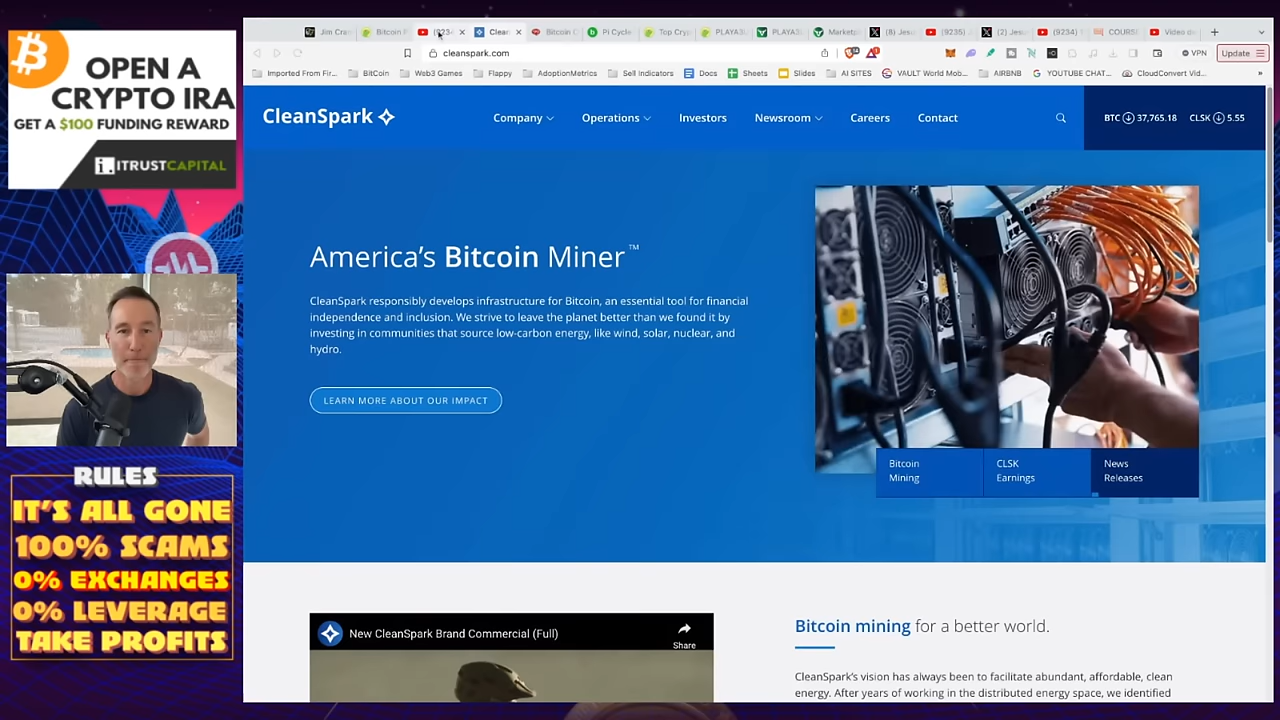 OPEN A
CRYPTO IRA
GET A $100 FUNDING REWARD
i. ITRUSTCAPITAL
RULES
IT'S ALL GONE
100% SCAMS
0% EXCHANGES
0% LEVERAGE
TAKE PROFITS
Jim Cra
Bitcoin P
(923
Clean
Bitcoin (
Pi Cycle
Top Cry
PLAYA3
PLAYA3
Market
(8) Jes
(9235)
(2) Jess
(9234)
COURS
Video d
cleanspark.com
VPN
Update
Imported From Fir...
BitCoin
Web3 Games
Flappy
AdoptionMetrics
Sell Indicators
Docs
Sheets
Slides
AI SITES
VAULT World Mob...
AIRBNB
YOUTUBE CHAT...
CloudConvert Vid...
»
CleanSpark
Company
Operations
Investors
Newsroom
Careers
Contact
BTC 37,765.18 CLSK 5.55
America's Bitcoin Miner™
CleanSpark responsibly develops infrastructure for Bitcoin, an essential tool for financial
independence and inclusion. We strive to leave the planet better than we found it by
investing in communities that source low-carbon energy, like wind, solar, nuclear, and
hydro.
LEARN MORE ABOUT OUR IMPACT
Bitcoin
Mining
CLSK
Earnings
News
Releases
New CleanSpark Brand Commercial (Full)
Share
Bitcoin mining for a better world.
CleanSpark's vision has always been to facilitate abundant, affordable, clean
energy. After years of working in the distributed energy space, we identified